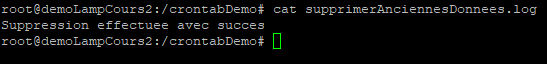 root@demoLampCours2:/crontabDemo# cat supprimerAnciennesDonnees.log
Suppression effectuee avec succes
root@demoLampCours2:/crontabDemo#